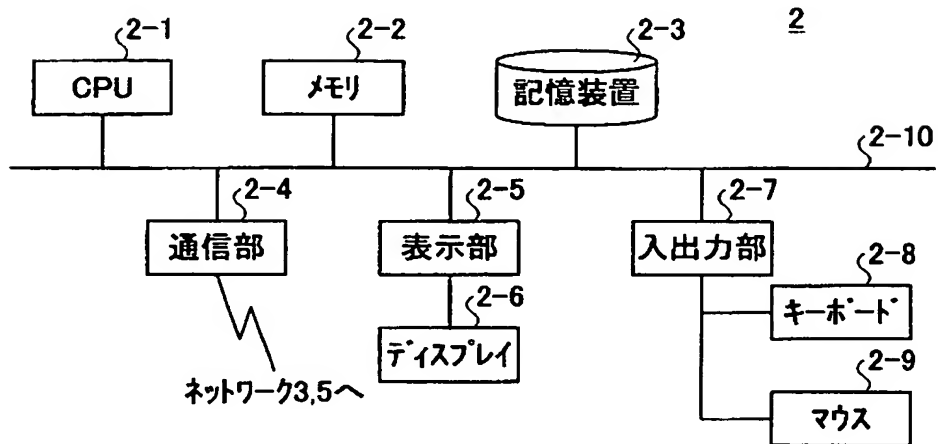 2
2-1
2-2
2-3
CPU
メモリ
記憶装置
2-10
2-4
2-5
2-7
通信部
表示部
入出力部
2-6
2-8
ディスプレイ
キーボード
ネットワーク3,5へ
2-9
マウス